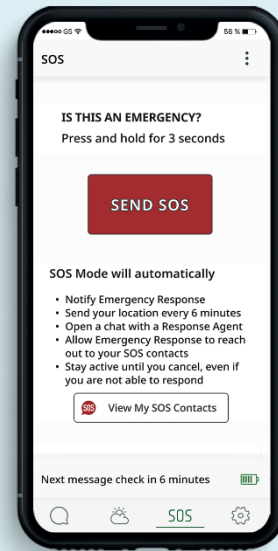 GS
58 %
SOS
IS THIS AN EMERGENCY?
Press and hold for 3 seconds
SEND SOS
SOS Mode will automatically
• Notify Emergency Response
• Send your location every 6 minutes
• Open a chat with a Response Agent
• Allow Emergency Response to reach
out to your SOS contacts
• Stay active until you cancel, even if
you are not able to respond
SOS View My SOS Contacts
Next message check in 6 minutes
SOS